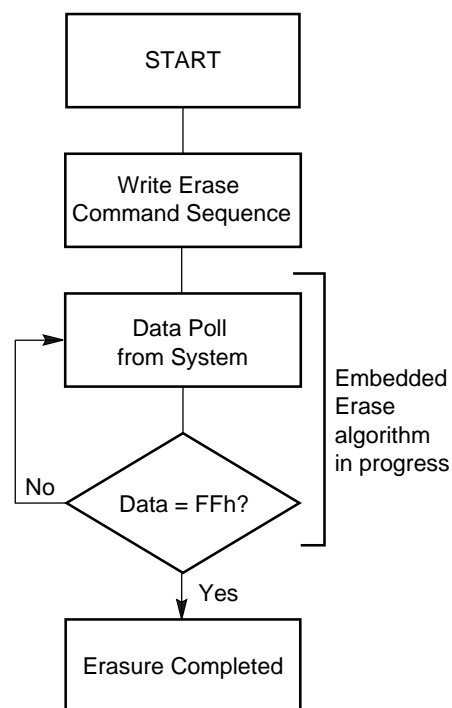 START
Write Erase
Command Sequence
Data Poll
from System
Embedded
Erase
algorithm
in progress
No
Data = FFh?
Yes
Erasure Completed